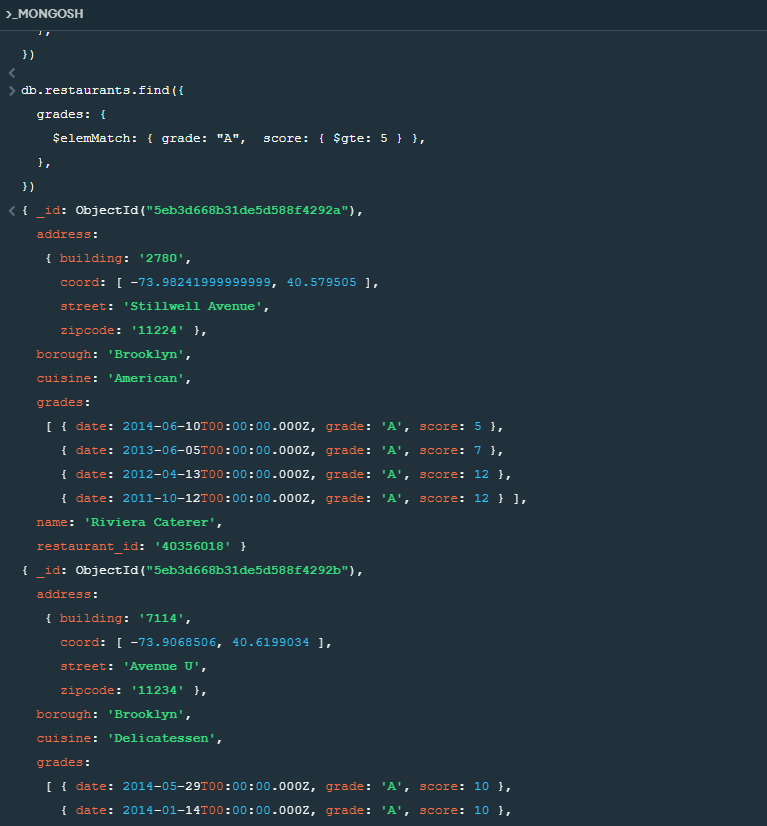 >_MONGOSH
},
})
<
> db.restaurants.find({
grades: {
$elemMatch: { grade: "A",  score: { $gte: 5 } },
},
})
< { _id: ObjectId("5eb3d668b31de5d588f4292a"),
address:
{ building: '2780',
coord: [ -73.98241999999999, 40.579505 ],
street: 'Stillwell Avenue',
zipcode: '11224' },
borough: 'Brooklyn',
cuisine: 'American',
grades:
[ { date: 2014-06-10T00:00:00.000Z, grade: 'A', score: 5 },
{ date: 2013-06-05T00:00:00.000Z, grade: 'A', score: 7 },
{ date: 2012-04-13T00:00:00.000Z, grade: 'A', score: 12 },
{ date: 2011-10-12T00:00:00.000Z, grade: 'A', score: 12 } ],
name: 'Riviera Caterer',
restaurant_id: '40356018' }
{ _id: ObjectId("5eb3d668b31de5d588f4292b"),
address:
{ building: '7114',
coord: [ -73.9068506, 40.6199034 ],
street: 'Avenue U',
zipcode: '11234' },
borough: 'Brooklyn',
cuisine: 'Delicatessen',
grades:
[ { date: 2014-05-29T00:00:00.000Z, grade: 'A', score: 10 },
{ date: 2014-01-14T00:00:00.000Z, grade: 'A', score: 10 },